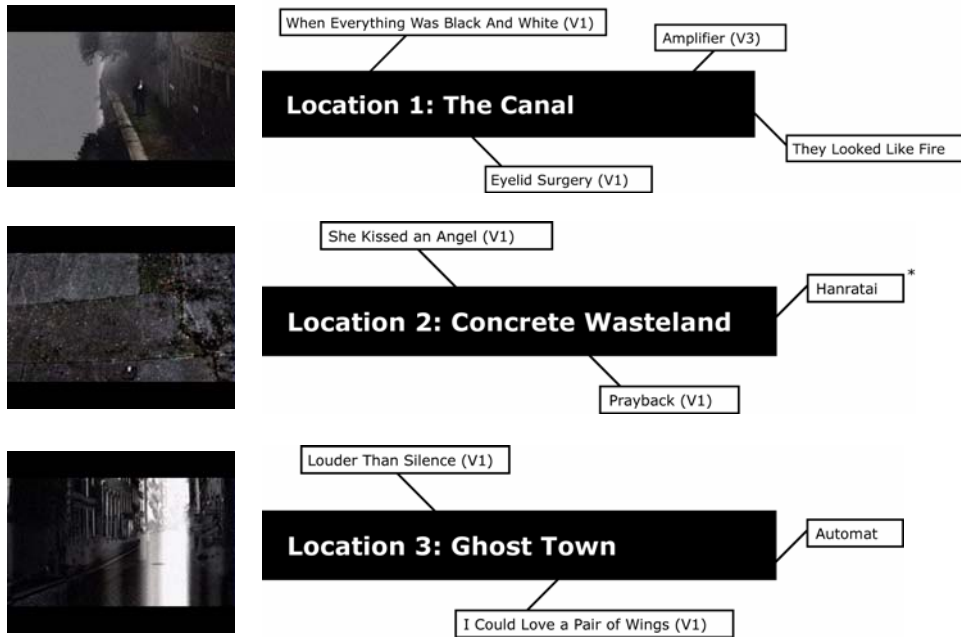 When Everything Was Black And White (V1)
Amplifier (V3)
Location 1: The Canal
They Looked Like Fire
Eyelid Surgery (V1)
She Kissed an Angel (V1)
Hanratai *
Location 2: Concrete Wasteland
Prayback (V1)
Louder Than Silence (V1)
Automat
Location 3: Ghost Town
I Could Love a Pair of Wings (V1)